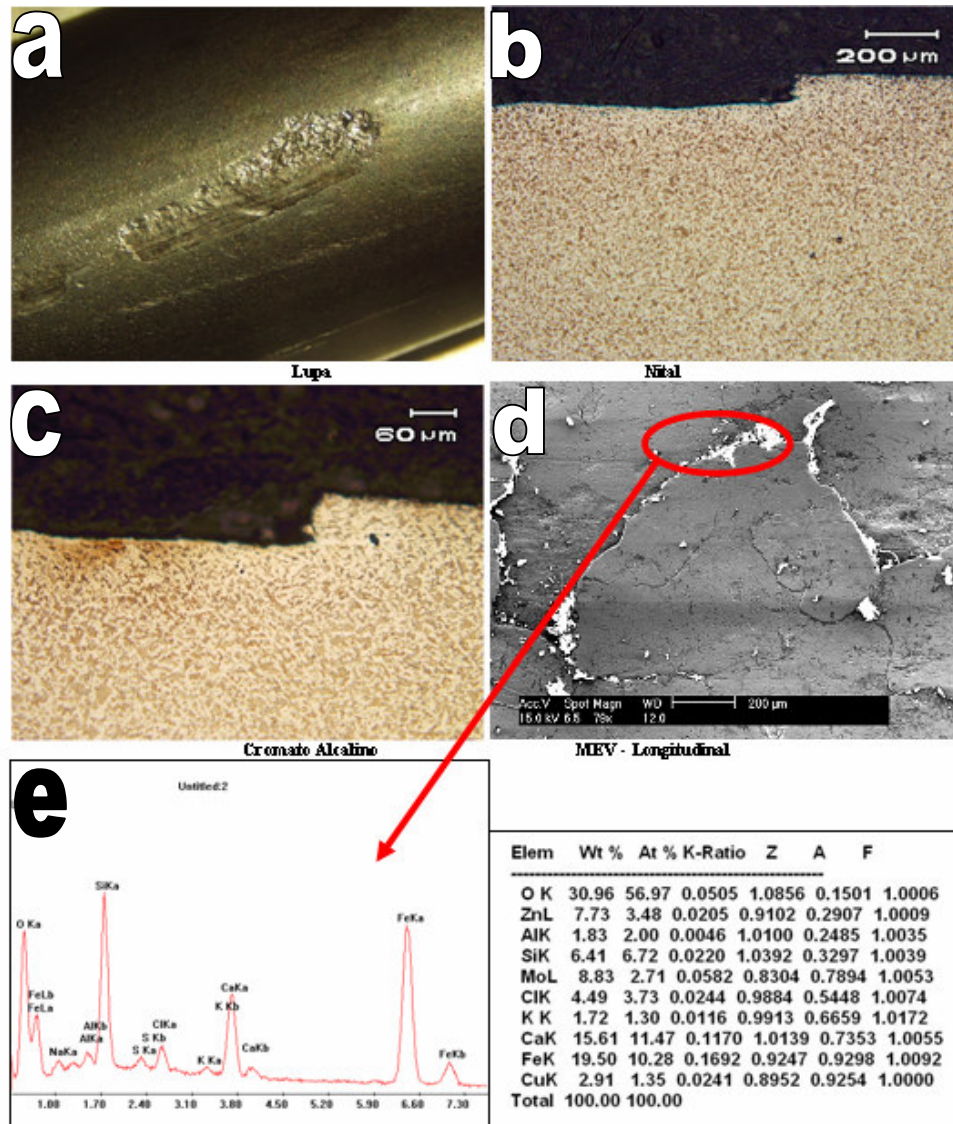 a
b
200 µm
Lupa
Nital
c
60 µm
d
Acc.V Spot Magn WD 200 µm
15.0 kV 6.5 79x 12.0
Cromato Alcalino
MEV - Longitudinal
e
Untitled:2
SiKa
O Ka
FeLb
FeLa
NaKa
AlKb
AlKa
S Ka
S Kb
ClKa
K Ka
K Kb
CaKa
CaKb
FeKa
FeKb
1.00 1.70 2.40 3.10 3.80 4.50 5.20 5.90 6.60 7.30
Elem Wt % At % K-Ratio Z A F
O K 30.96 56.97 0.0505 1.0856 0.1501 1.0006
ZnL 7.73 3.48 0.0205 0.9102 0.2907 1.0009
AlK 1.83 2.00 0.0046 1.0100 0.2485 1.0035
SiK 6.41 6.72 0.0220 1.0392 0.3297 1.0039
MoL 8.83 2.71 0.0582 0.8304 0.7894 1.0053
ClK 4.49 3.73 0.0244 0.9884 0.5448 1.0074
K K 1.72 1.30 0.0116 0.9913 0.6659 1.0172
CaK 15.61 11.47 0.1170 1.0139 0.7353 1.0055
FeK 19.50 10.28 0.1692 0.9247 0.9298 1.0092
CuK 2.91 1.35 0.0241 0.8952 0.9254 1.0000
Total 100.00 100.00